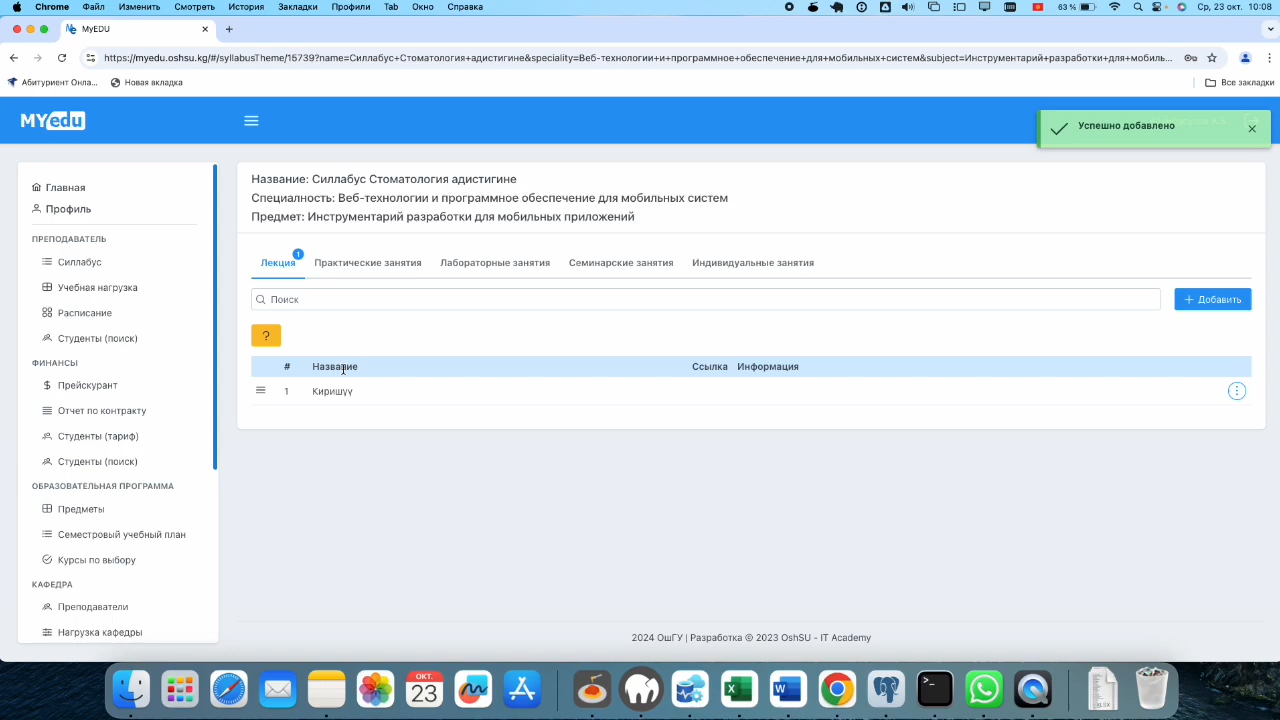 Chrome Файл Изменить Смотреть История Закладки Профили Tab Окно Справка 63 % Ср, 23 окт. 10:08
MyEDU
https://myedu.oshsu.kg/#/syllabusTheme/15739?name=Силлабус+Стоматология+адистигине&speciality=Веб-технологии+и+программное+обеспечение+для+мобильных+систем&subject=Инструментарий+разработки+для+мобиль...
Абитуриент Онла... Новая вкладка Все закладки
MYedu
Успешно добавлено
Название: Силлабус Стоматология адистигине
Специалность: Веб-технологии и программное обеспечение для мобильных систем
Предмет: Инструментарий разработки для мобильных приложений
Главная
Профиль
ПРЕПОДАВАТЕЛЬ
Силлабус
Учебная нагрузка
Расписание
Студенты (поиск)
ФИНАНСЫ
Прейскурант
Отчет по контракту
Студенты (тариф)
Студенты (поиск)
ОБРАЗОВАТЕЛЬНАЯ ПРОГРАММА
Предметы
Семестровый учебный план
Курсы по выбору
КАФЕДРА
Преподаватели
Нагрузка кафедры
Лекция 1 Практические занятия Лабораторные занятия Семинарские занятия Индивидуальные занятия
Поиск + Добавить
?
# Название Ссылка Информация
1 Киришүү
2024 ОшГУ | Разработка © 2023 OshSU - IT Academy
ОКТ.
23
XLSX